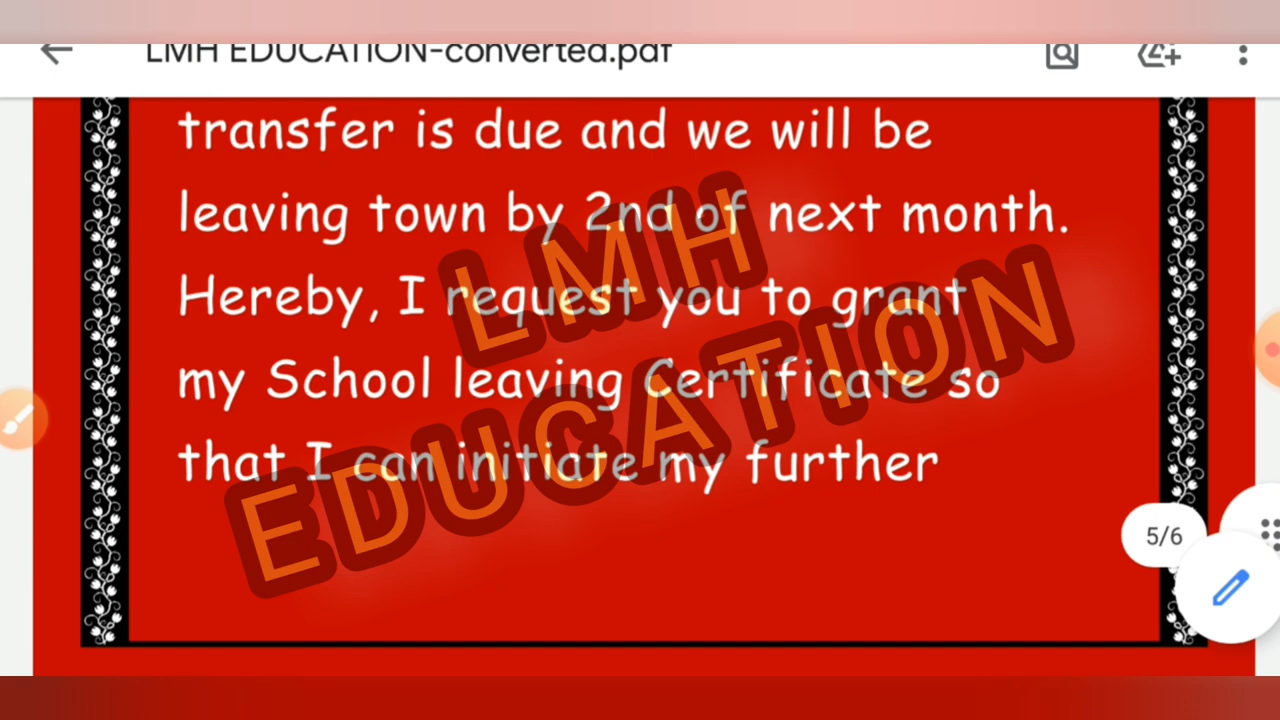 LMH EDUCATION-converted.pdf
transfer is due and we will be
leaving town by 2nd of next month.
Hereby, I request you to grant
my School leaving Certificate so
that I can initiate my further
LMH
EDUCATION
5/6